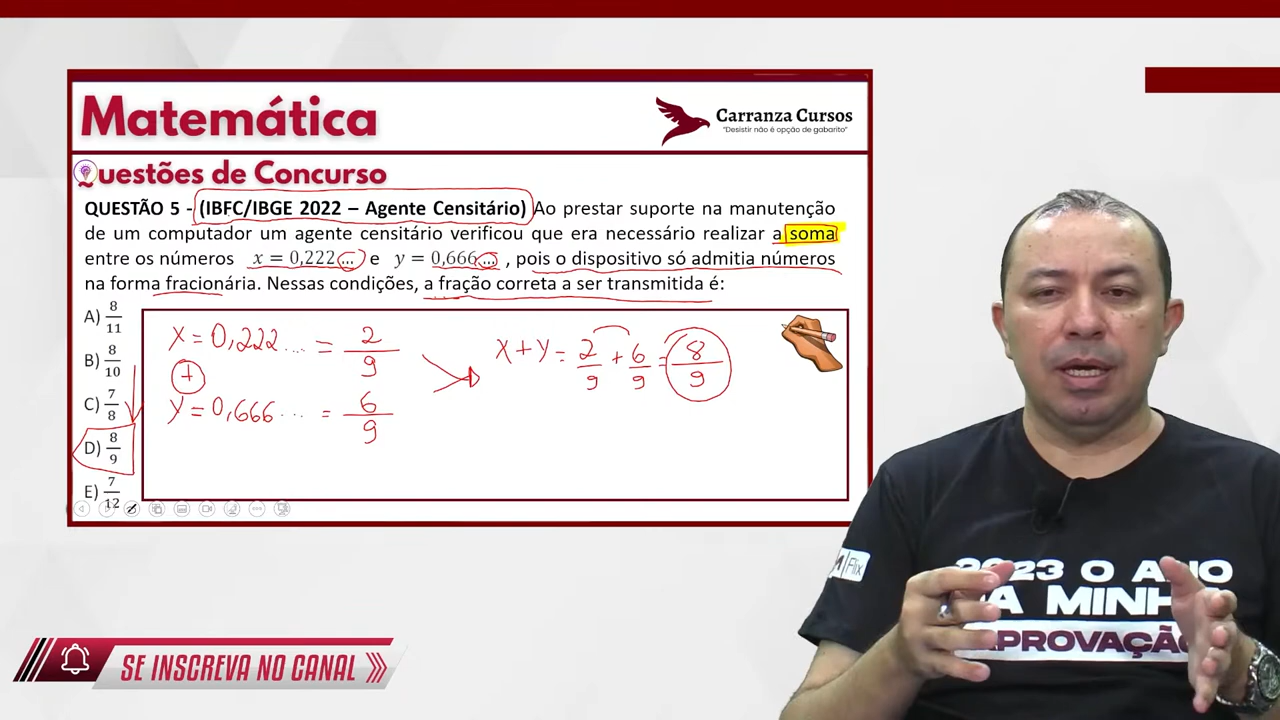 Matemática
Carranza Cursos
"Desistir não é opção de gabarito"
Questões de Concurso
QUESTÃO 5 - (IBFC/IBGE 2022 – Agente Censitário) Ao prestar suporte na manutenção
de um computador um agente censitário verificou que era necessário realizar a soma
entre os números x = 0,222 ... e y = 0,666 ... , pois o dispositivo só admitia números
na forma fracionária. Nessas condições, a fração correta a ser transmitida é:
A) 8/11
B) 8/10
C) 7/8
D) 8/9
E) 7/12
X = 0,222... = 2/9
+
Y = 0,666... = 6/9
X + Y = 2/9 + 6/9 = 8/9
Flix
2023 O ANO
DA MINHA
APROVAÇÃO
SE INSCREVA NO CANAL